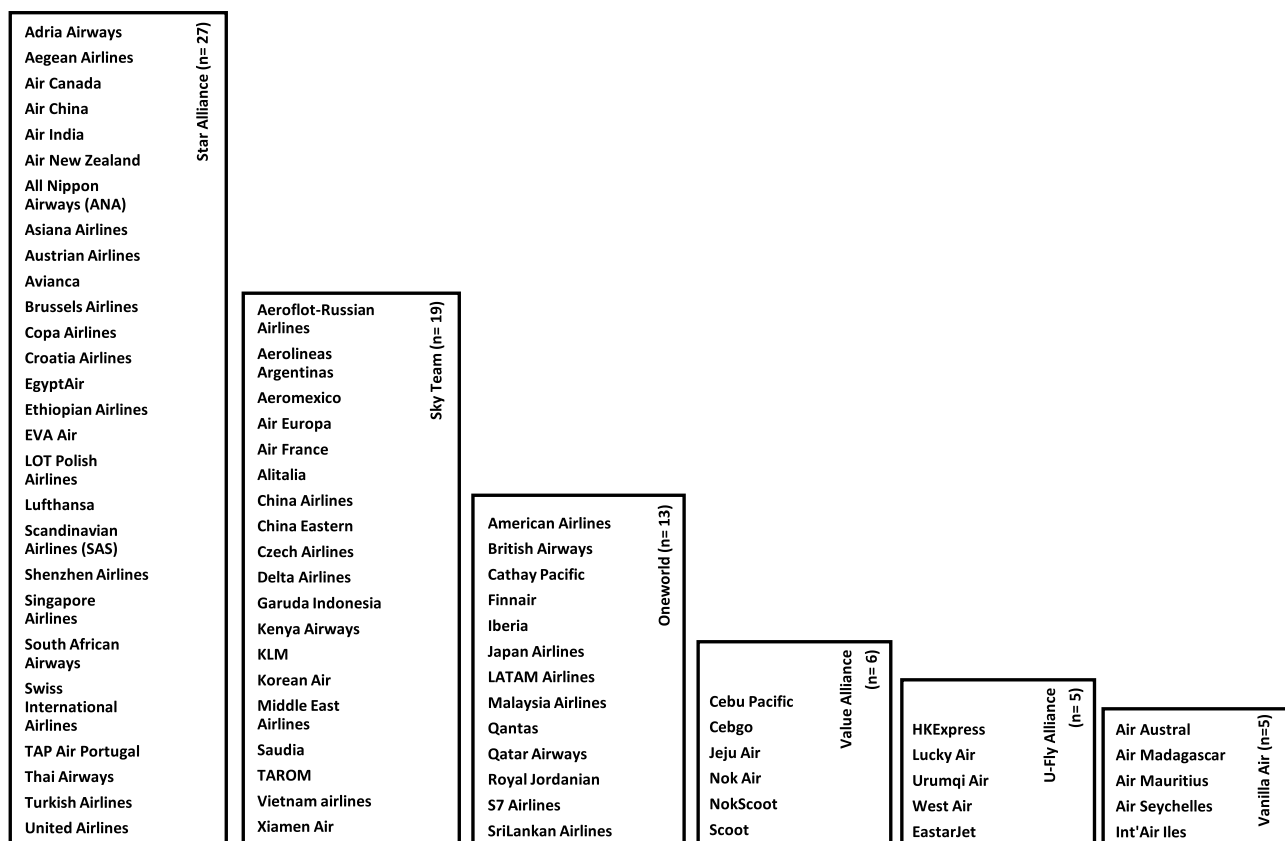 Adria Airways
Aegean Airlines
Air Canada
Air China
Air India
Air New Zealand
All Nippon
Airways (ANA)
Asiana Airlines
Austrian Airlines
Avianca
Brussels Airlines
Copa Airlines
Croatia Airlines
EgyptAir
Ethiopian Airlines
EVA Air
LOT Polish
Airlines
Lufthansa
Scandinavian
Airlines (SAS)
Shenzhen Airlines
Singapore
Airlines
South African
Airways
Swiss
International
Airlines
TAP Air Portugal
Thai Airways
Turkish Airlines
United Airlines
Star Alliance (n= 27)
Aeroflot-Russian
Airlines
Aerolineas
Argentinas
Aeromexico
Air Europa
Air France
Alitalia
China Airlines
China Eastern
Czech Airlines
Delta Airlines
Garuda Indonesia
Kenya Airways
KLM
Korean Air
Middle East
Airlines
Saudia
TAROM
Vietnam airlines
Xiamen Air
Sky Team (n= 19)
American Airlines
British Airways
Cathay Pacific
Finnair
Iberia
Japan Airlines
LATAM Airlines
Malaysia Airlines
Qantas
Qatar Airways
Royal Jordanian
S7 Airlines
SriLankan Airlines
Oneworld (n= 13)
Cebu Pacific
Cebgo
Jeju Air
Nok Air
NokScoot
Scoot
Value Alliance
(n= 6)
HKExpress
Lucky Air
Urumqi Air
West Air
EastarJet
U-Fly Alliance
(n= 5)
Air Austral
Air Madagascar
Air Mauritius
Air Seychelles
Int'Air Iles
Vanilla Air (n=5)